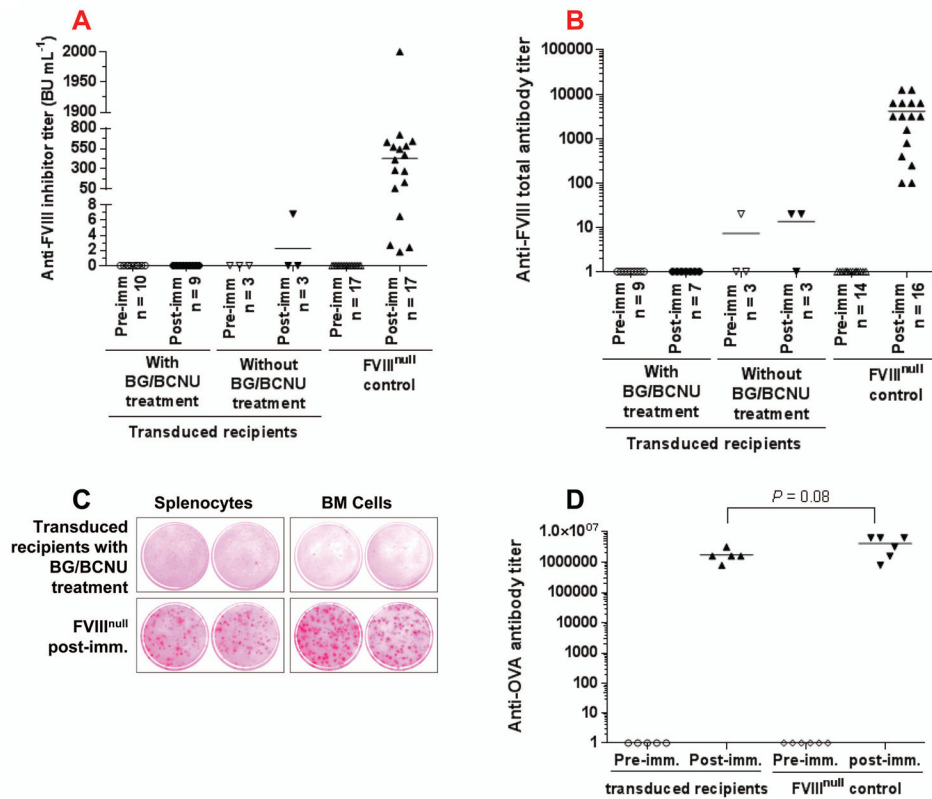 A
Anti-FVIII inhibitor titer (BU mL⁻¹)
2000
1950
1900
800
550
300
50
8
6
4
2
0
Pre-imm n = 10
Post-imm n = 9
Pre-imm n = 3
Post-imm n = 3
Pre-imm n = 17
Post-imm n = 17
With BG/BCNU treatment
Without BG/BCNU treatment
FVIIInull control
Transduced recipients
B
Anti-FVIII total antibody titer
100000
10000
1000
100
10
1
Pre-imm n = 9
Post-imm n = 7
Pre-imm n = 3
Post-imm n = 3
Pre-imm n = 14
Post-imm n = 16
With BG/BCNU treatment
Without BG/BCNU treatment
FVIIInull control
Transduced recipients
C
Splenocytes
BM Cells
Transduced
recipients with
BG/BCNU
treatment
FVIIInull
post-imm.
D
P = 0.08
Anti-OVA antibody titer
1.0×10⁰⁷
1000000
100000
10000
1000
100
10
1
Pre-imm. Post-imm. Pre-imm. post-imm.
transduced recipients FVIIInull control